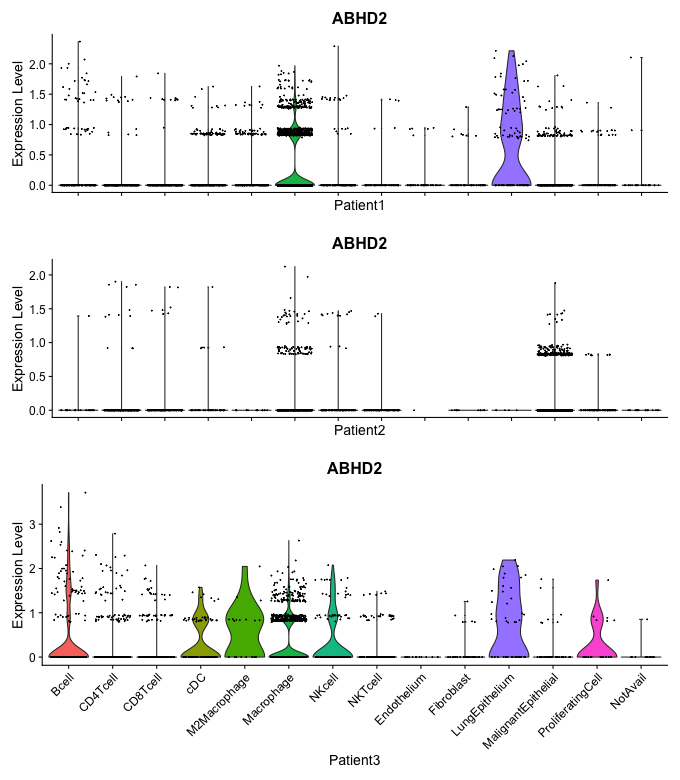 ABHD2
Expression Level
2.0
1.5
1.0
0.5
0.0
Patient1
ABHD2
Expression Level
2.0
1.5
1.0
0.5
0.0
Patient2
ABHD2
Expression Level
3
2
1
0
Bcell
CD4Tcell
CD8Tcell
cDC
M2Macrophage
Macrophage
NKcell
NKTcell
Endothelium
Fibroblast
LungEpithelium
MalignantEpithelial
ProliferatingCell
NotAvail
Patient3